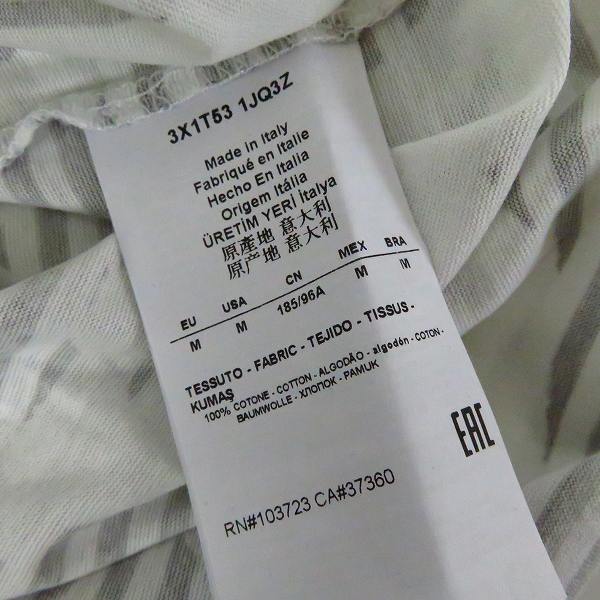 3X1T53 1JQ3Z
Made in Italy
Fabriqué en Italie
Hecho En Italia
Origem Itália
ÜRETİM YERİ İtalya
原產地 意大利
原产地 意大利
EU USA CN MEX BRA
M M 185/96A M M
TESSUTO - FABRIC - TEJIDO - TISSUS -
KUMAŞ
100% COTONE - COTTON - ALGODÃO - algodón - COTON -
BAUMWOLLE - ХЛОПОК - PAMUK
EAC
RN#103723 CA#37360